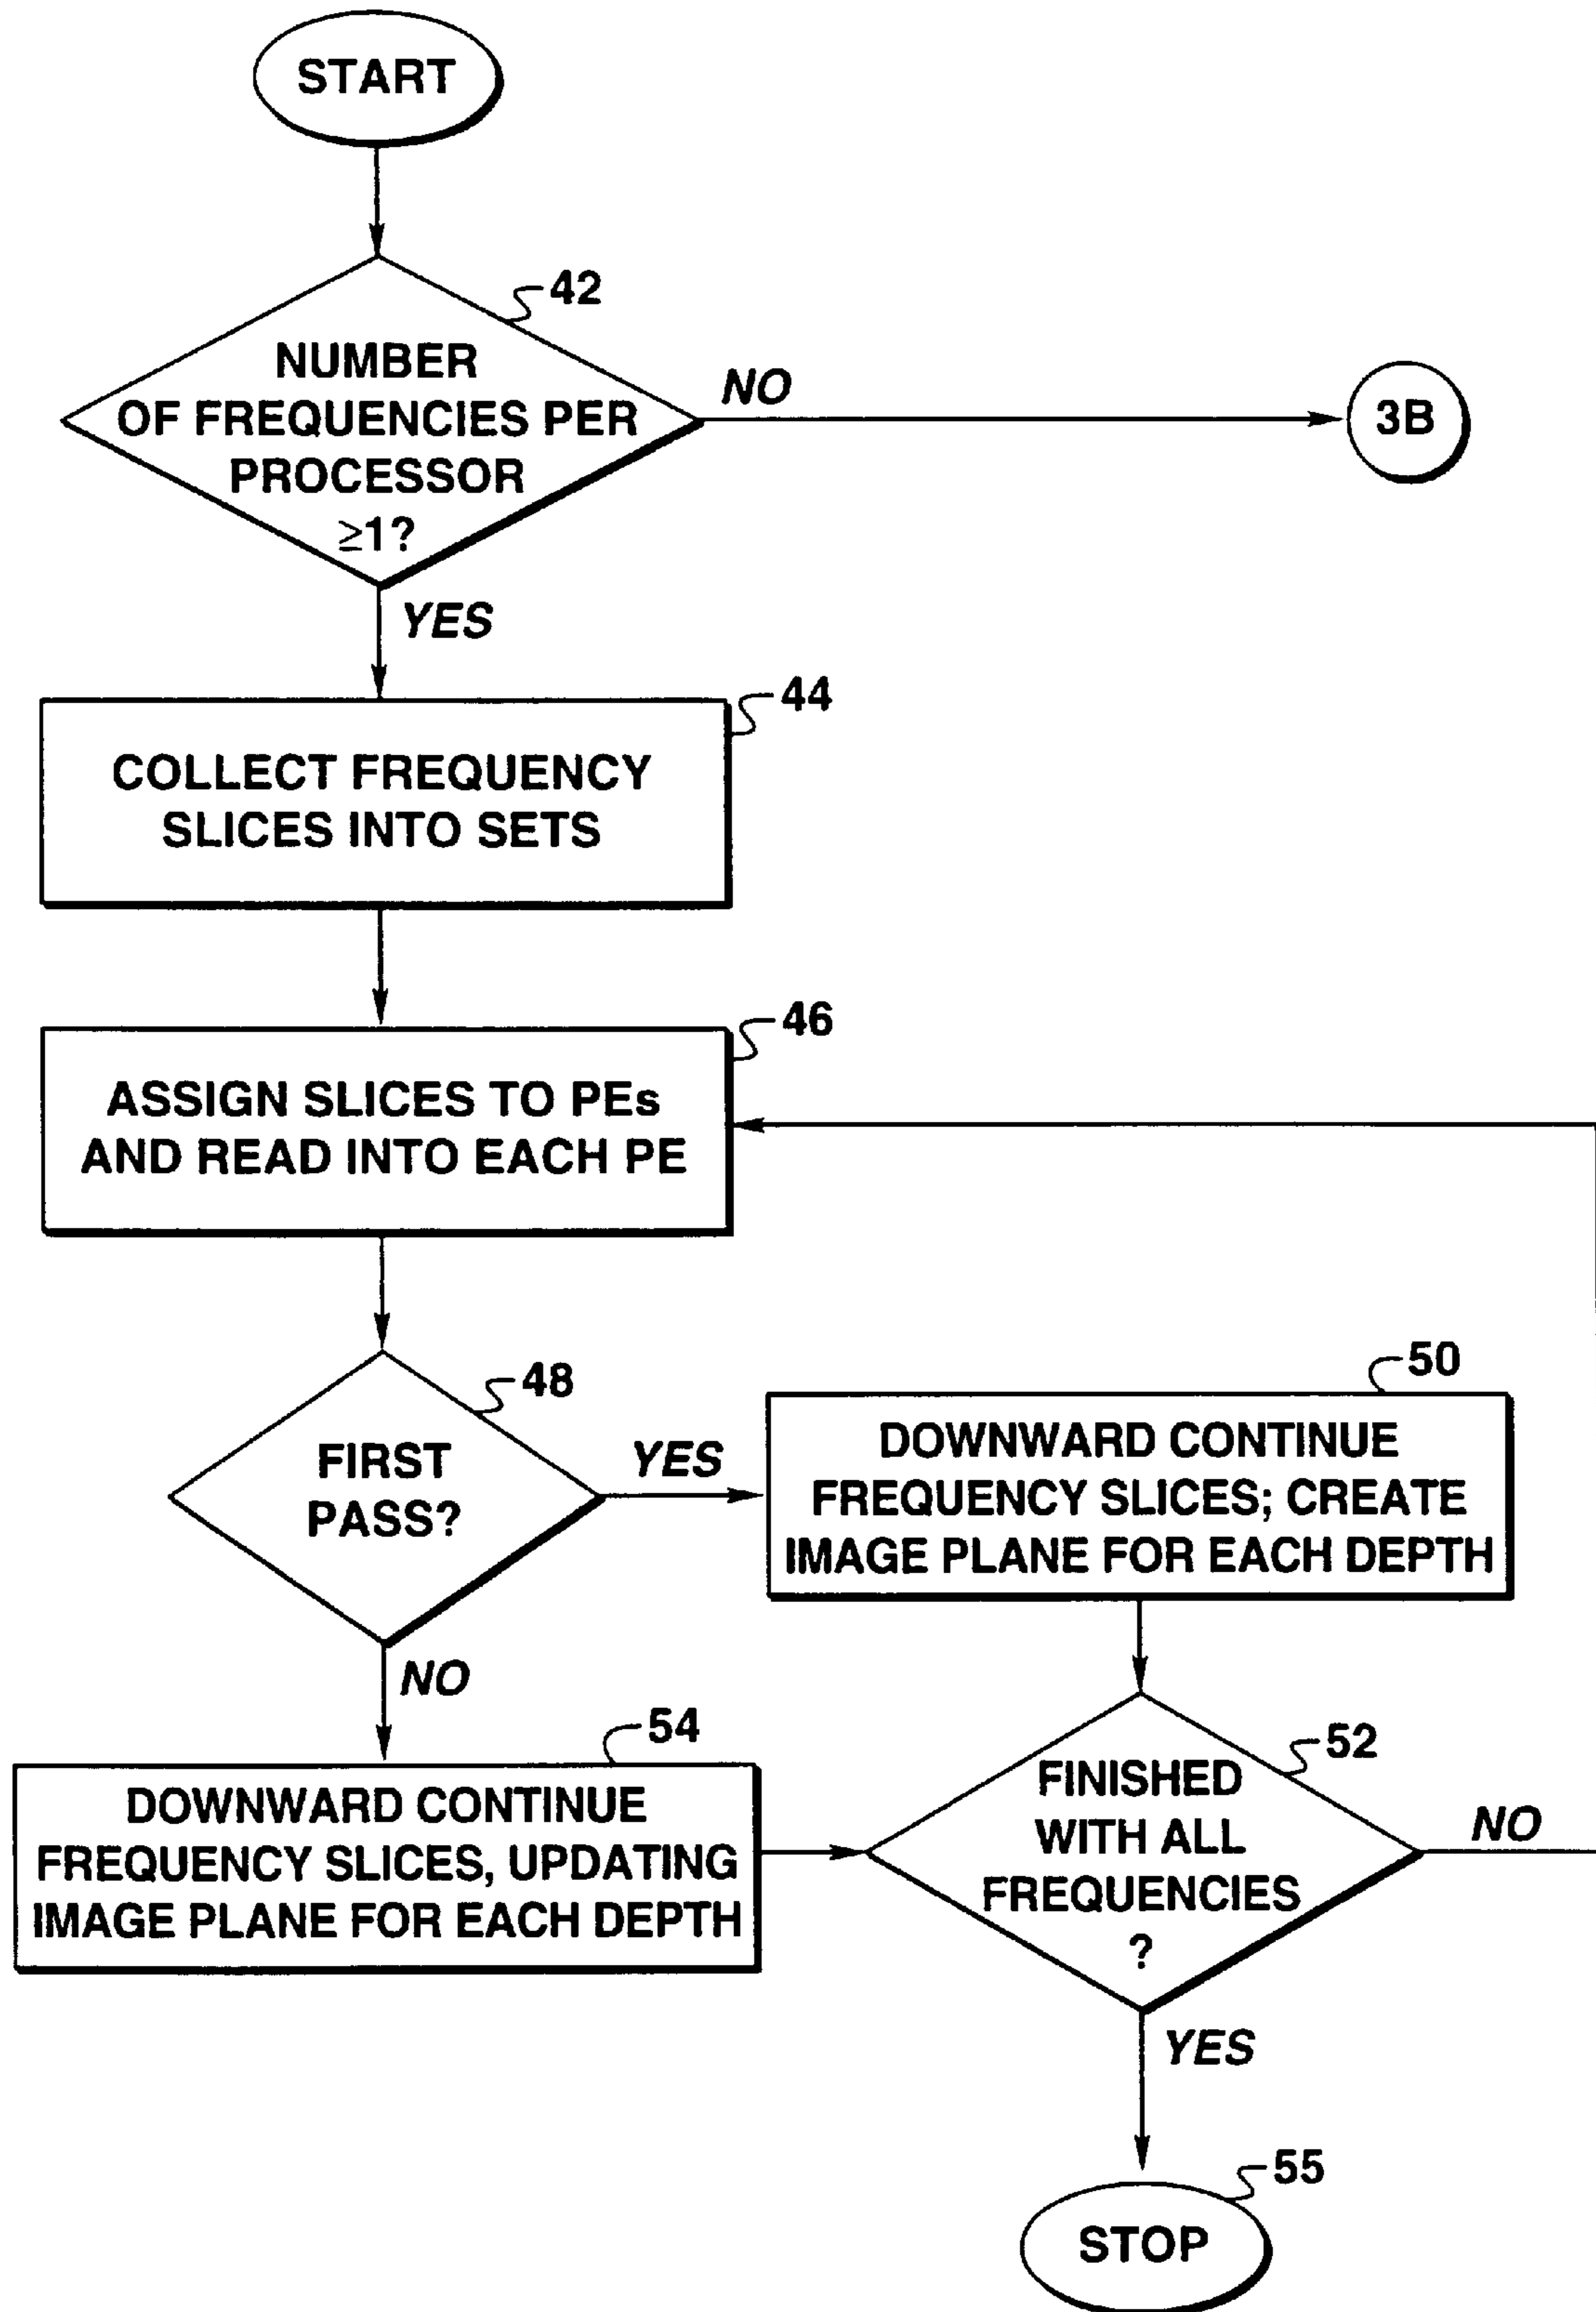 START
42
NUMBER
OF FREQUENCIES PER
PROCESSOR
≥1?
NO
3B
YES
44
COLLECT FREQUENCY
SLICES INTO SETS
46
ASSIGN SLICES TO PEs
AND READ INTO EACH PE
48
FIRST
PASS?
YES
50
DOWNWARD CONTINUE
FREQUENCY SLICES; CREATE
IMAGE PLANE FOR EACH DEPTH
NO
54
DOWNWARD CONTINUE
FREQUENCY SLICES, UPDATING
IMAGE PLANE FOR EACH DEPTH
52
FINISHED
WITH ALL
FREQUENCIES
?
NO
YES
55
STOP